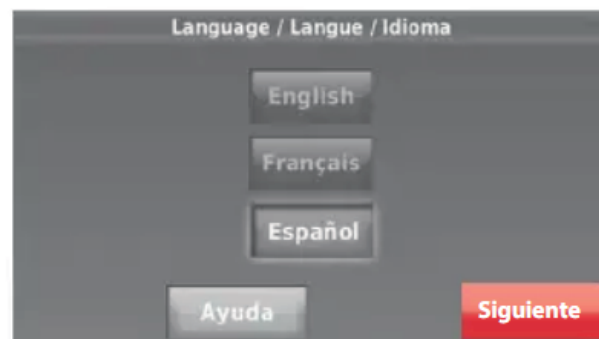 Language / Langue / Idioma
English
Français
Español
Ayuda
Siguiente